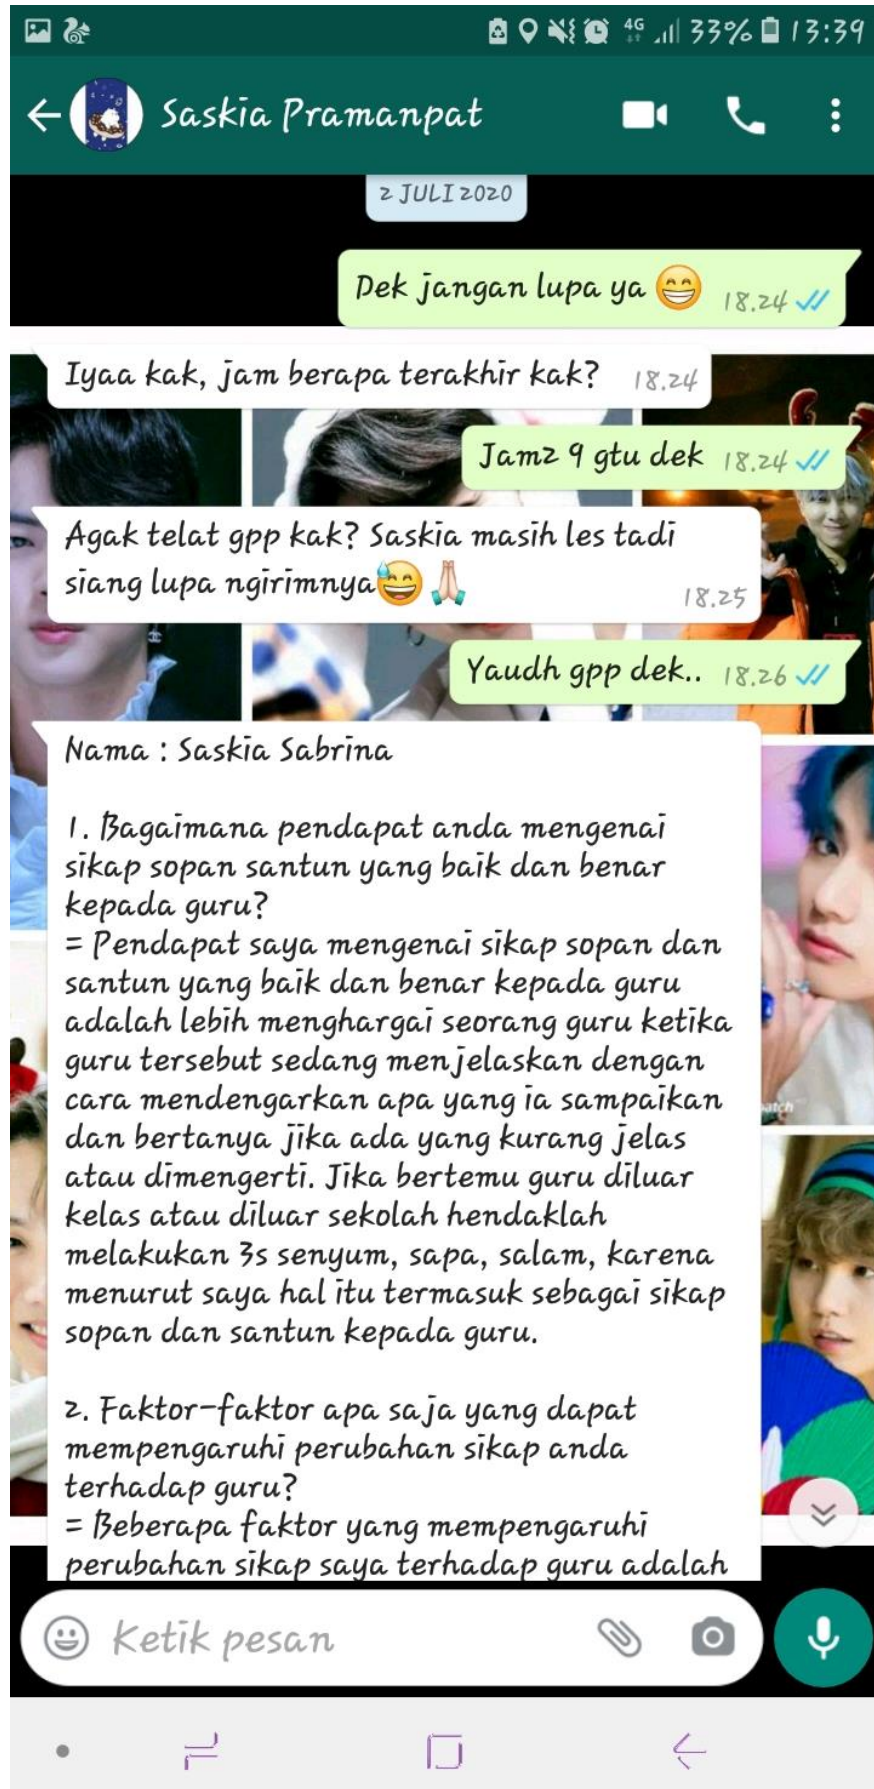 4G 33% 13:39
Saskia Pramanpat
2 JULI 2020
Dek jangan lupa ya 😁 18.24
Iyaa kak, jam berapa terakhir kak? 18.24
Jam2 9 gtu dek 18.24
Agak telat gpp kak? Saskia masih les tadi
siang lupa ngirimnya😅🙏🏻 18.25
Yaudh gpp dek.. 18.26
Nama : Saskia Sabrina
1. Bagaimana pendapat anda mengenai
sikap sopan santun yang baik dan benar
kepada guru?
= Pendapat saya mengenai sikap sopan dan
santun yang baik dan benar kepada guru
adalah lebih menghargai seorang guru ketika
guru tersebut sedang menjelaskan dengan
cara mendengarkan apa yang ia sampaikan
dan bertanya jika ada yang kurang jelas
atau dimengerti. Jika bertemu guru diluar
kelas atau diluar sekolah hendaklah
melakukan 3s senyum, sapa, salam, karena
menurut saya hal itu termasuk sebagai sikap
sopan dan santun kepada guru.
2. Faktor-faktor apa saja yang dapat
mempengaruhi perubahan sikap anda
terhadap guru?
= Beberapa faktor yang mempengaruhi
perubahan sikap saya terhadap guru adalah
Ketik pesan